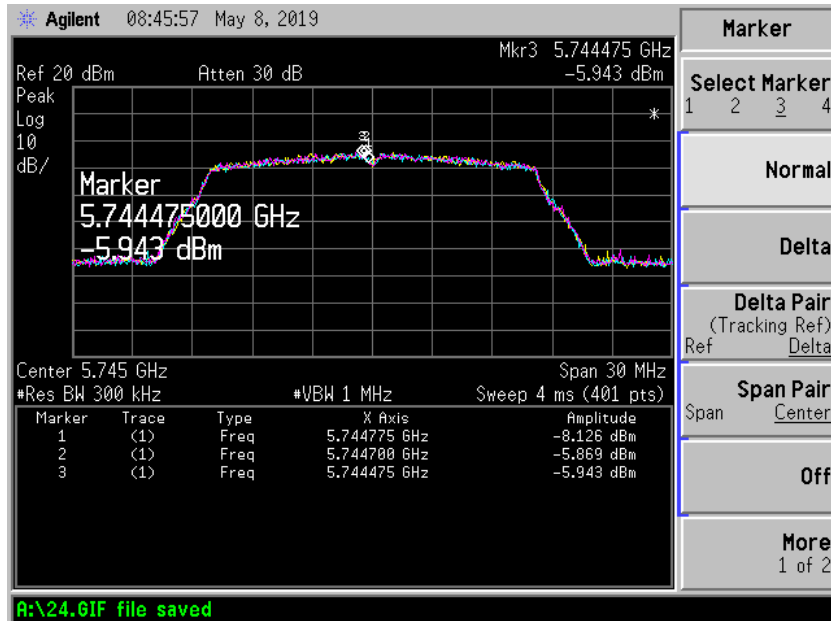 Agilent 08:45:57 May 8, 2019
Mkr3 5.744475 GHz
Ref 20 dBm Atten 30 dB -5.943 dBm
Peak
Log
10
dB/
3
*
Marker
5.744475000 GHz
-5.943 dBm
Center 5.745 GHz Span 30 MHz
#Res BW 300 kHz #VBW 1 MHz Sweep 4 ms (401 pts)
Marker Trace Type X Axis Amplitude
1 (1) Freq 5.744775 GHz -8.126 dBm
2 (1) Freq 5.744700 GHz -5.869 dBm
3 (1) Freq 5.744475 GHz -5.943 dBm
A:\24.GIF file saved
Marker
Select Marker
1 2 3 4
Normal
Delta
Delta Pair
(Tracking Ref)
Ref Delta
Span Pair
Span Center
Off
More
1 of 2